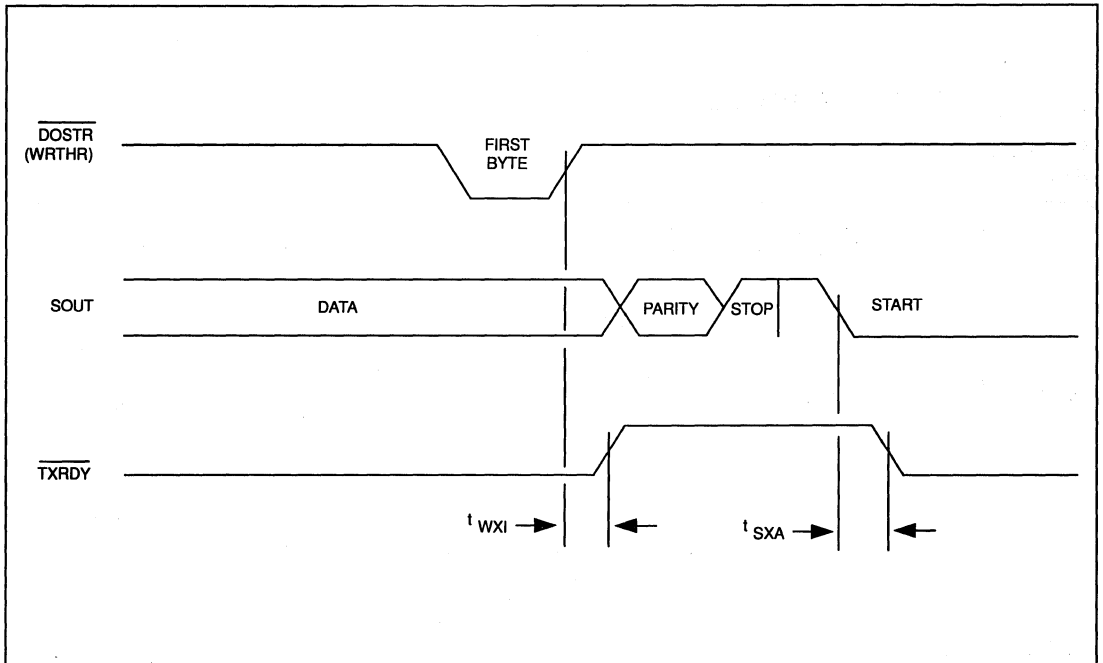 DOSTR
(WRTHR)
FIRST
BYTE
SOUT
DATA
PARITY
STOP
START
TXRDY
t WXI
t SXA